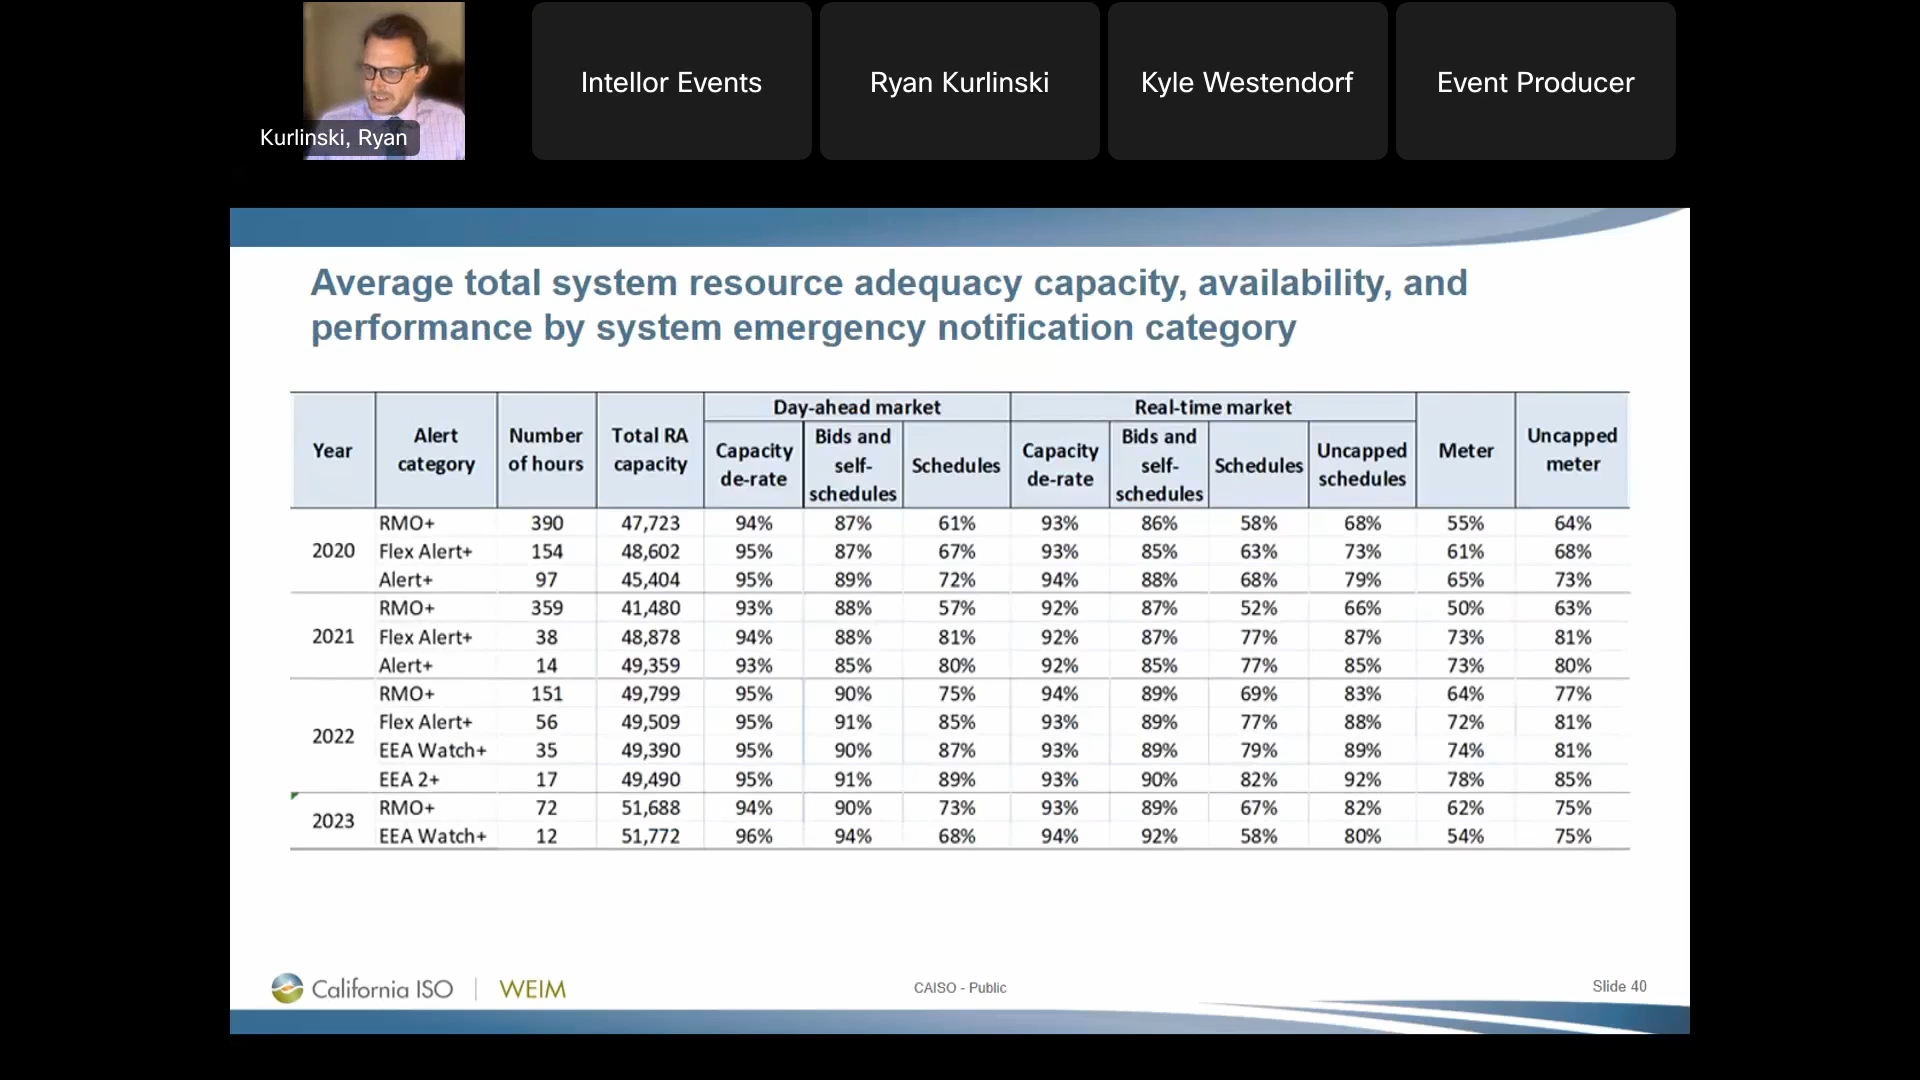 Kurlinski, Ryan
Intellor Events
Ryan Kurlinski
Kyle Westendorf
Event Producer
Average total system resource adequacy capacity, availability, and
performance by system emergency notification category
Year
Alert
category
Number
of hours
Total RA
capacity
Day-ahead market
Capacity
de-rate
Bids and
self-
schedules
Schedules
Real-time market
Capacity
de-rate
Bids and
self-
schedules
Schedules
Uncapped
schedules
Meter
Uncapped
meter
2020
RMO+ 390 47,723 94% 87% 61% 93% 86% 58% 68% 55% 64%
Flex Alert+ 154 48,602 95% 87% 67% 93% 85% 63% 73% 61% 68%
Alert+ 97 45,404 95% 89% 72% 94% 88% 68% 79% 65% 73%
2021
RMO+ 359 41,480 93% 88% 57% 92% 87% 52% 66% 50% 63%
Flex Alert+ 38 48,878 94% 88% 81% 92% 87% 77% 87% 73% 81%
Alert+ 14 49,359 93% 85% 80% 92% 85% 77% 85% 73% 80%
2022
RMO+ 151 49,799 95% 90% 75% 94% 89% 69% 83% 64% 77%
Flex Alert+ 56 49,509 95% 91% 85% 93% 89% 77% 88% 72% 81%
EEA Watch+ 35 49,390 95% 90% 87% 93% 89% 79% 89% 74% 81%
EEA 2+ 17 49,490 95% 91% 89% 93% 90% 82% 92% 78% 85%
2023
RMO+ 72 51,688 94% 90% 73% 93% 89% 67% 82% 62% 75%
EEA Watch+ 12 51,772 96% 94% 68% 94% 92% 58% 80% 54% 75%
California ISO
WEIM
CAISO - Public
Slide 40